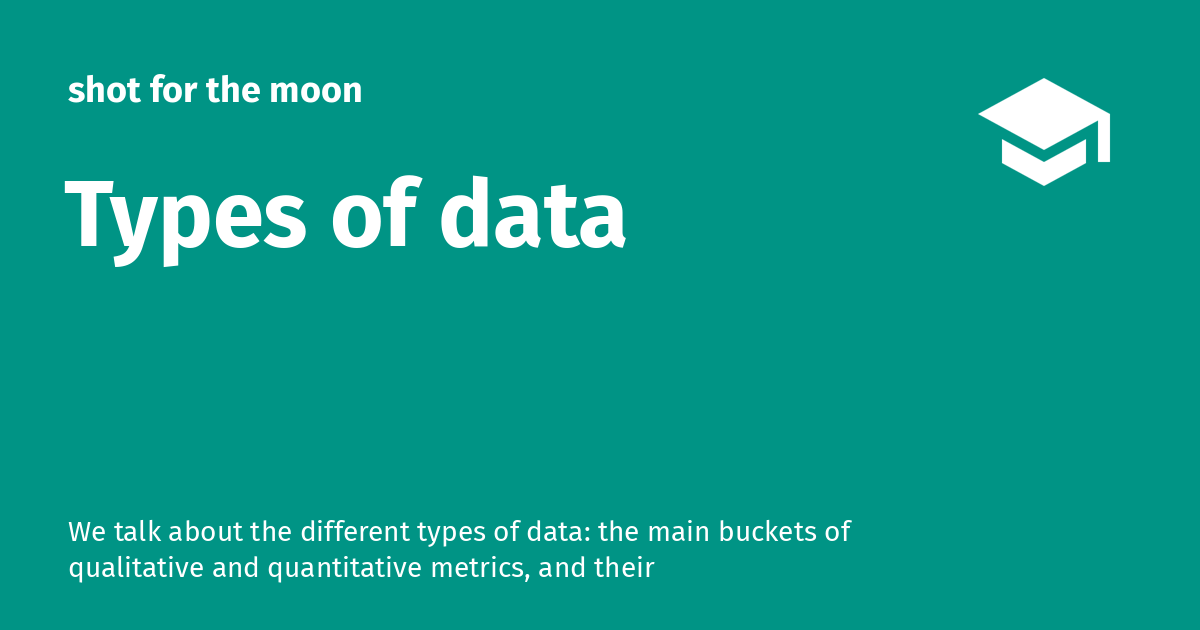 shot for the moon
Types of data
We talk about the different types of data: the main buckets of
qualitative and quantitative metrics, and their